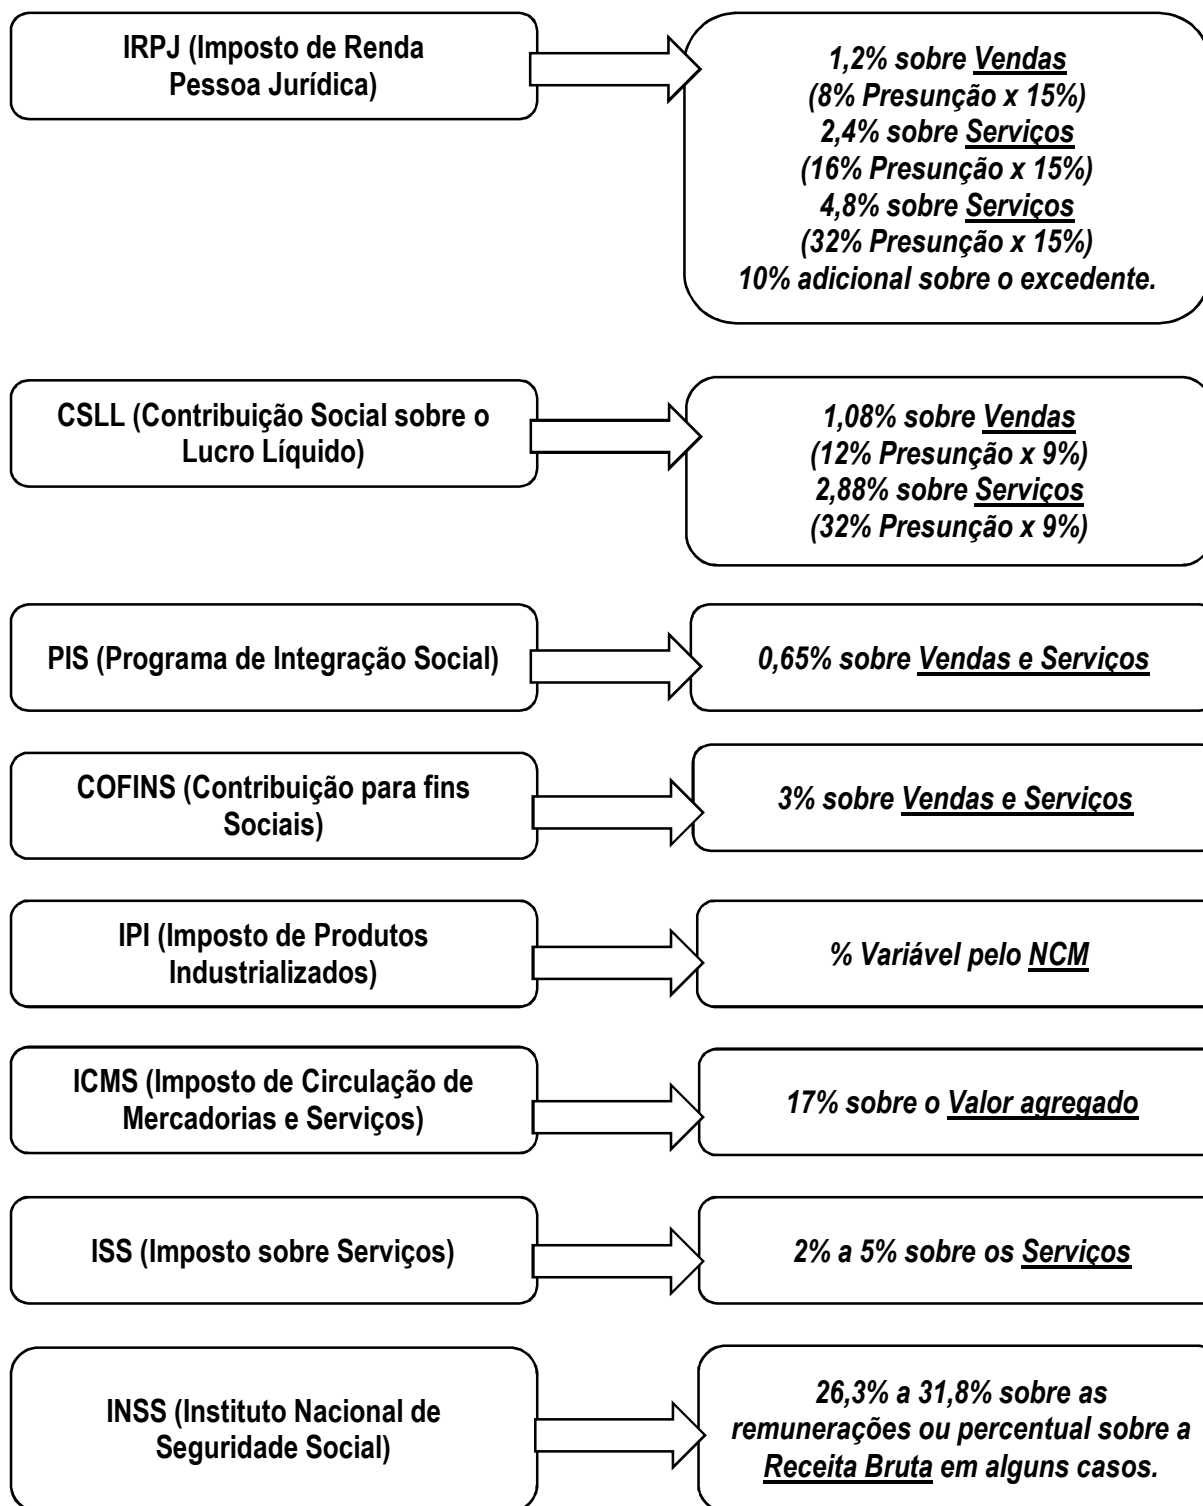 IRPJ (Imposto de Renda
Pessoa Jurídica)
1,2% sobre Vendas
(8% Presunção x 15%)
2,4% sobre Serviços
(16% Presunção x 15%)
4,8% sobre Serviços
(32% Presunção x 15%)
10% adicional sobre o excedente.
CSLL (Contribuição Social sobre o
Lucro Líquido)
1,08% sobre Vendas
(12% Presunção x 9%)
2,88% sobre Serviços
(32% Presunção x 9%)
PIS (Programa de Integração Social)
0,65% sobre Vendas e Serviços
COFINS (Contribuição para fins
Sociais)
3% sobre Vendas e Serviços
IPI (Imposto de Produtos
Industrializados)
% Variável pelo NCM
ICMS (Imposto de Circulação de
Mercadorias e Serviços)
17% sobre o Valor agregado
ISS (Imposto sobre Serviços)
2% a 5% sobre os Serviços
INSS (Instituto Nacional de
Seguridade Social)
26,3% a 31,8% sobre as
remunerações ou percentual sobre a
Receita Bruta em alguns casos.